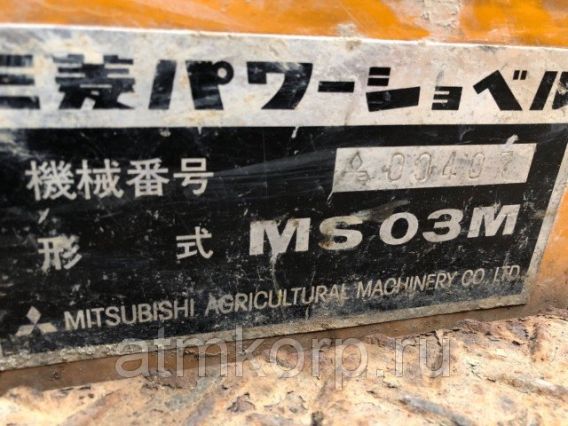 三菱パワーショベル
機械番号 00407
形式 MS03M
MITSUBISHI AGRICULTURAL MACHINERY CO. LTD.
atmkorp.ru